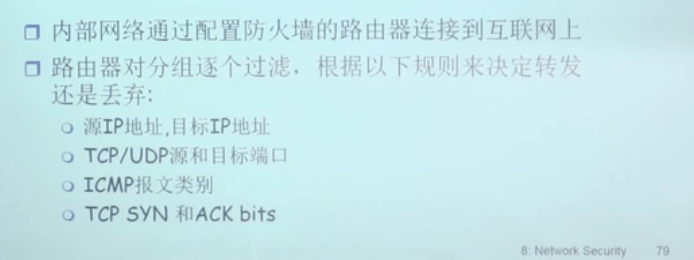 内部网络通过配置防火墙的路由器连接到互联网上
路由器对分组逐个过滤，根据以下规则来决定转发
还是丢弃:
源IP地址,目标IP地址
TCP/UDP源和目标端口
ICMP报文类别
TCP SYN 和ACK bits
8: Network Security 79